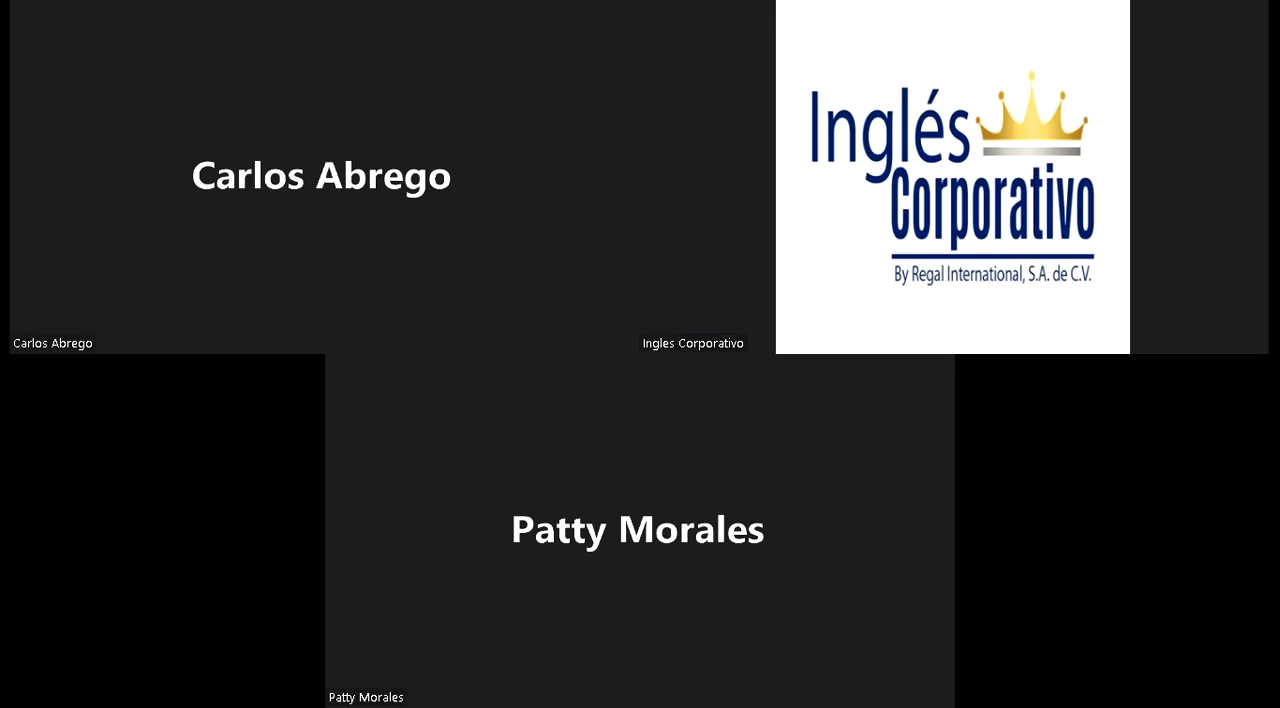 Carlos Abrego
Carlos Abrego
Inglés
Corporativo
By Regal International, S.A. de C.V.
Ingles Corporativo
Patty Morales
Patty Morales